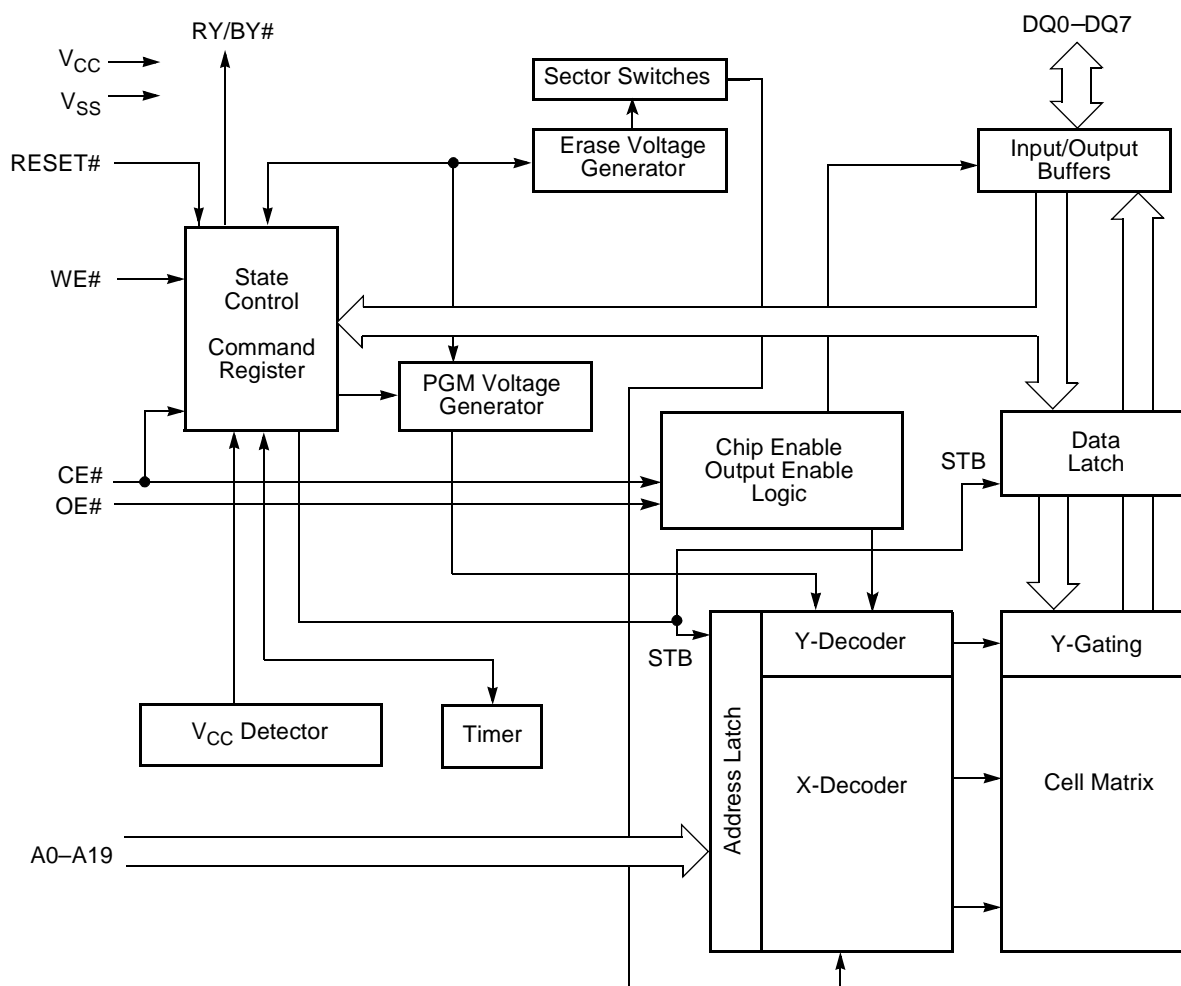 RY/BY#
DQ0–DQ7
VCC
VSS
Sector Switches
RESET#
Erase Voltage
Generator
Input/Output
Buffers
WE#
State
Control
Command
Register
PGM Voltage
Generator
CE#
OE#
Chip Enable
Output Enable
Logic
STB
Data
Latch
STB
Y-Decoder
Y-Gating
VCC Detector
Timer
Address Latch
X-Decoder
Cell Matrix
A0–A19